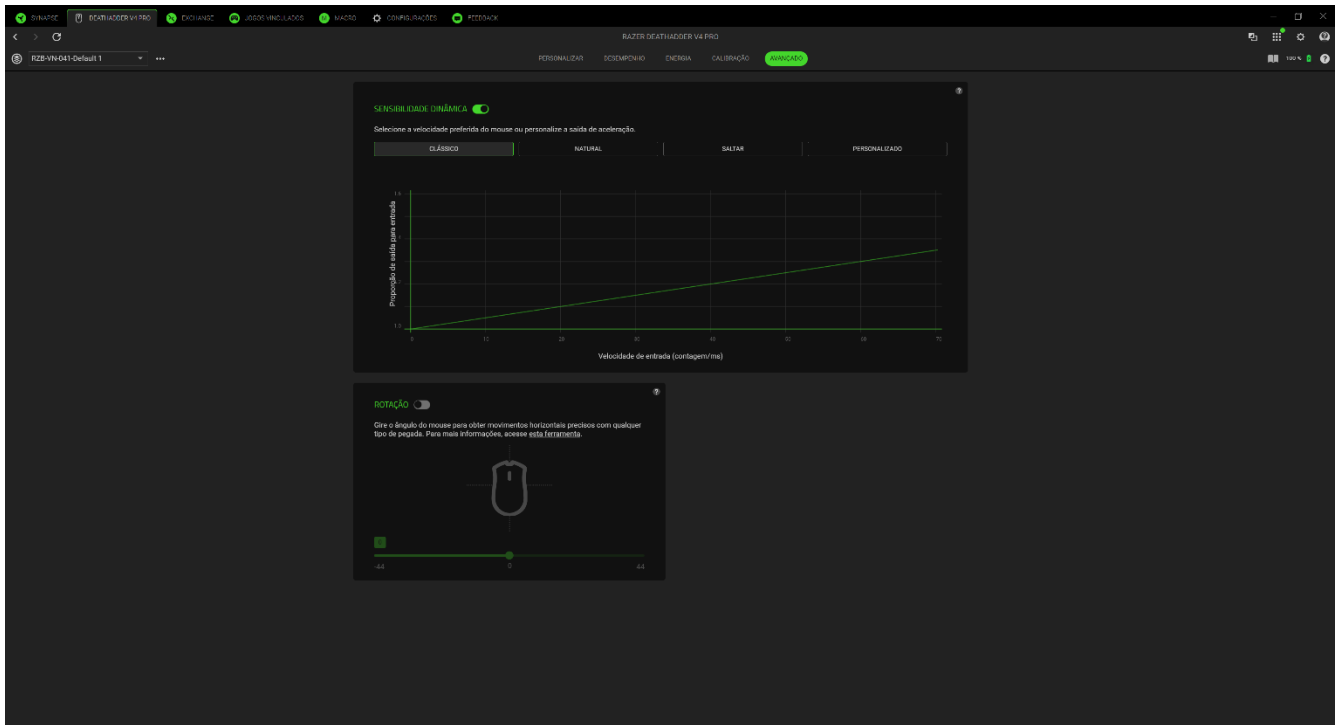 SYNAPSE DEATHADDER V4 PRO EXCHANGE JOGOS VINCULADOS MACRO CONFIGURAÇÕES FEEDBACK
RAZER DEATHADDER V4 PRO
RZB-VN-041-Default 1 PERSONALIZAR DESEMPENHO ENERGIA CALIBRAÇÃO AVANÇADO 100 %
SENSIBILIDADE DINÂMICA
Selecione a velocidade preferida do mouse ou personalize a saída de aceleração.
CLÁSSICO NATURAL SALTAR PERSONALIZADO
Proporção de saída para entrada
1.6
1.0
0 10 20 30 40 50 60 70
Velocidade de entrada (contagem/ms)
ROTAÇÃO
Gire o ângulo do mouse para obter movimentos horizontais precisos com qualquer
tipo de pegada. Para mais informações, acesse esta ferramenta.
-44 0 44